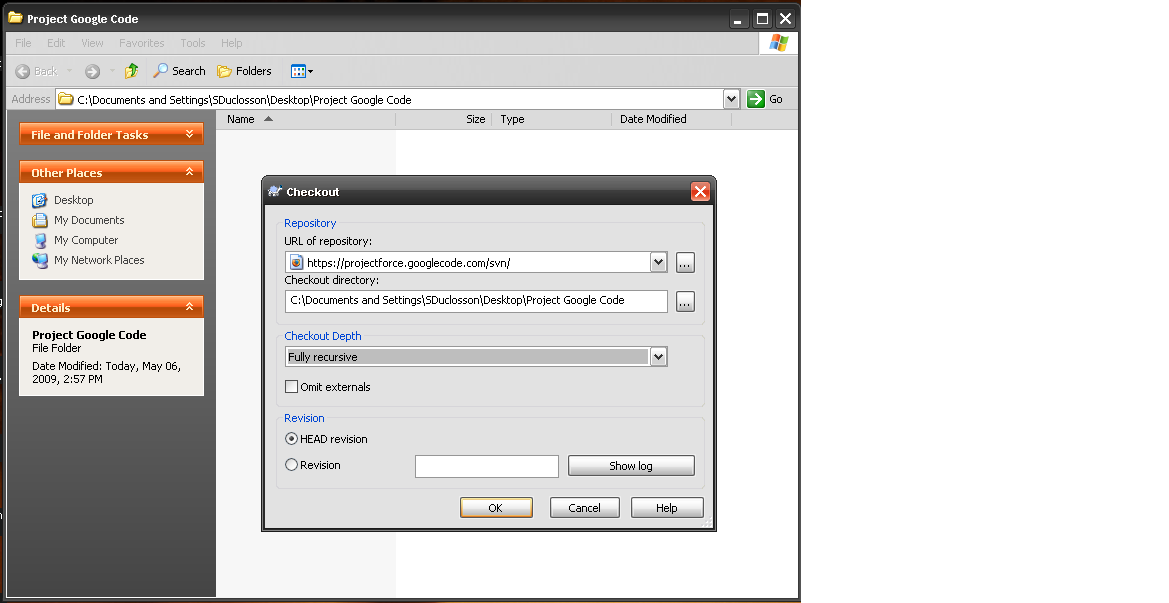 Project Google Code
File Edit View Favorites Tools Help
Back Search Folders
Address C:\Documents and Settings\SDuclosson\Desktop\Project Google Code Go
Name Size Type Date Modified
File and Folder Tasks
Other Places
Desktop
My Documents
My Computer
My Network Places
Details
Project Google Code
File Folder
Date Modified: Today, May 06,
2009, 2:57 PM
Checkout
Repository
URL of repository:
https://projectforce.googlecode.com/svn/
...
Checkout directory:
C:\Documents and Settings\SDuclosson\Desktop\Project Google Code
...
Checkout Depth
Fully recursive
Omit externals
Revision
HEAD revision
Revision
Show log
OK Cancel Help